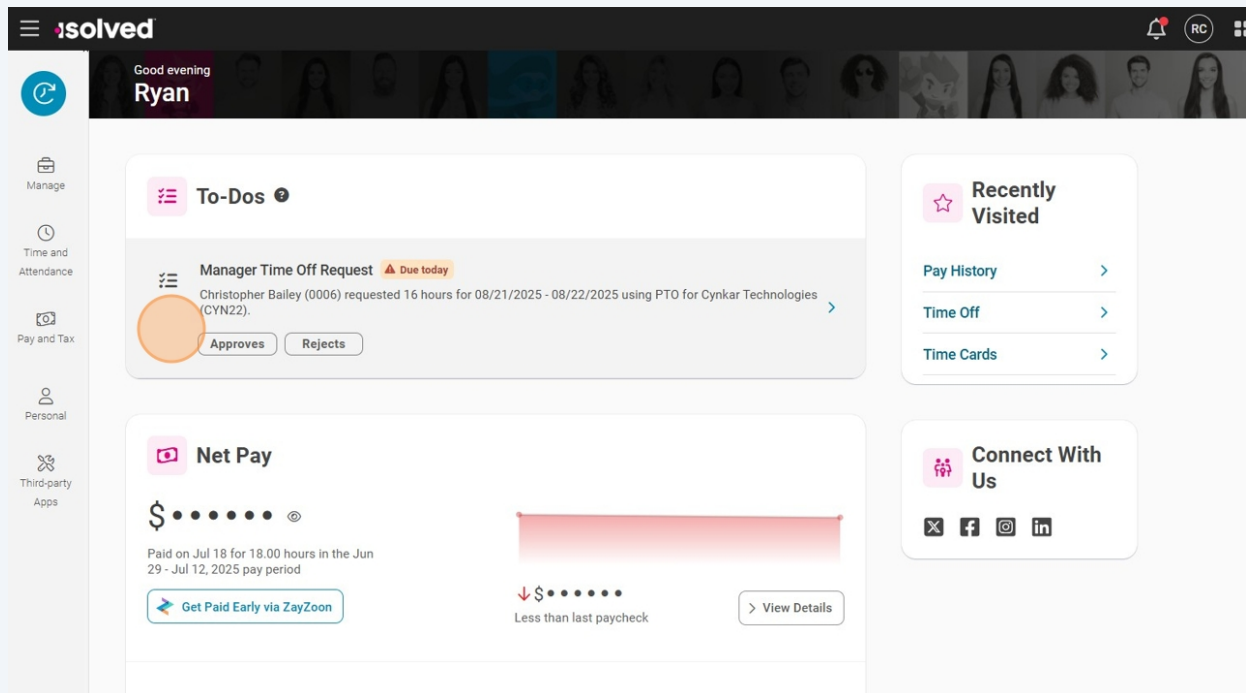 isolved
RC
Good evening
Ryan
Manage
Time and
Attendance
Pay and Tax
Personal
Third-party
Apps
To-Dos ?
Manager Time Off Request Due today
Christopher Bailey (0006) requested 16 hours for 08/21/2025 - 08/22/2025 using PTO for Cynkar Technologies
(CYN22).
Approves Rejects
Net Pay
$••••••
Paid on Jul 18 for 18.00 hours in the Jun
29 - Jul 12, 2025 pay period
Get Paid Early via ZayZoon
$••••••
Less than last paycheck
View Details
Recently
Visited
Pay History
Time Off
Time Cards
Connect With
Us